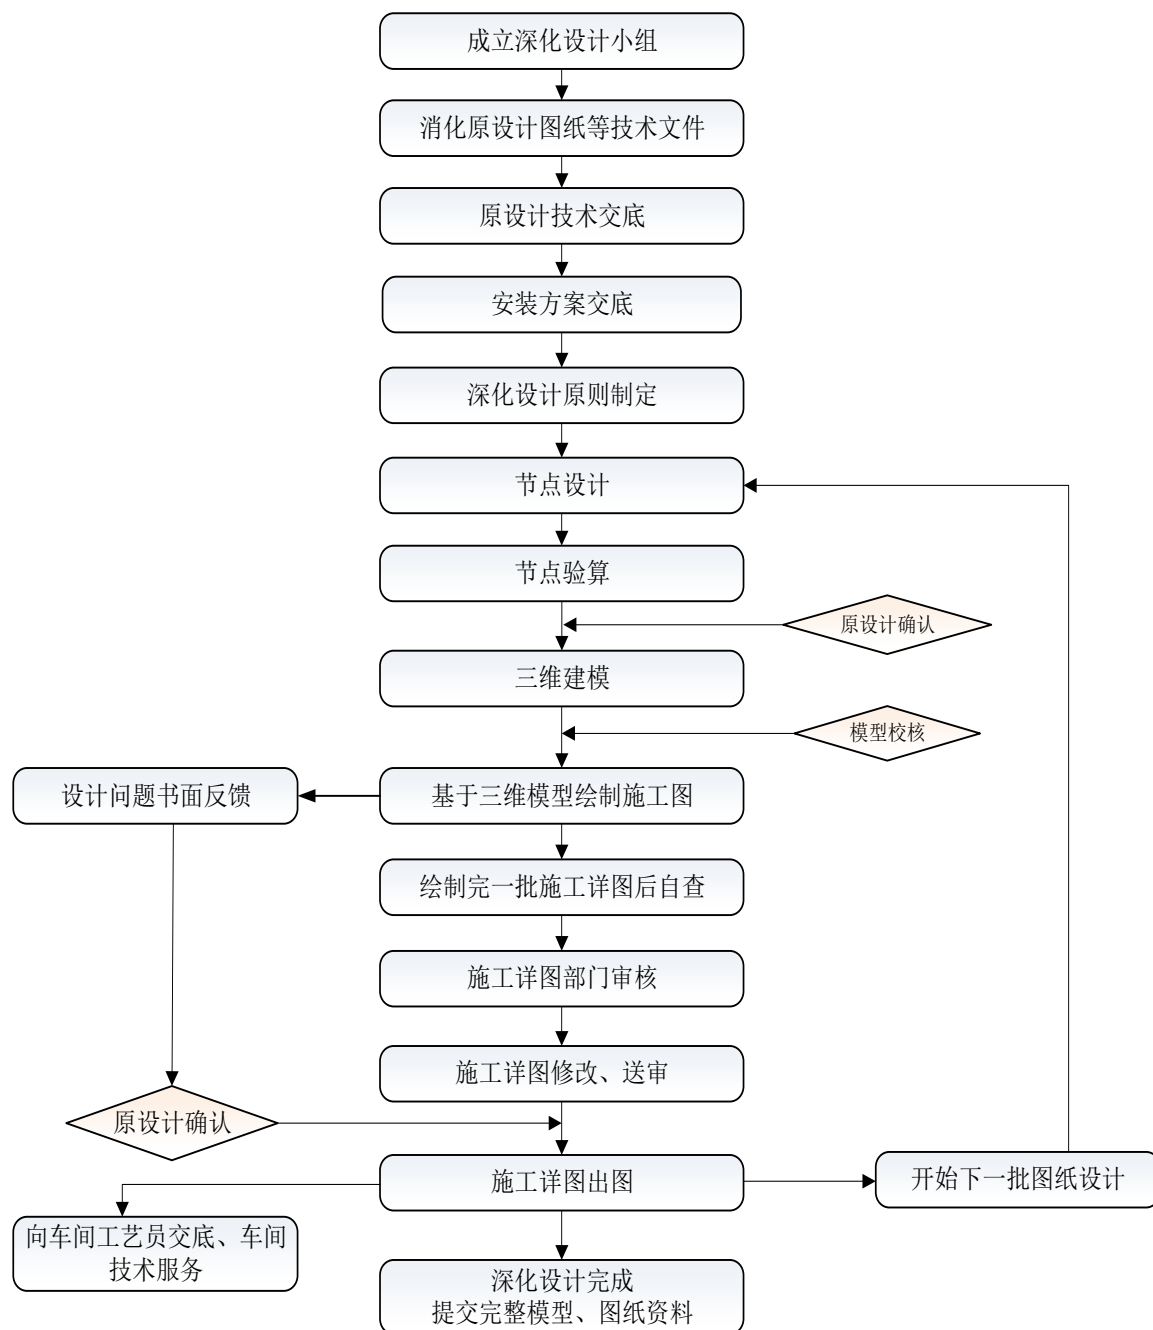 成立深化设计小组
消化原设计图纸等技术文件
原设计技术交底
安装方案交底
深化设计原则制定
节点设计
节点验算
原设计确认
三维建模
模型校核
设计问题书面反馈
基于三维模型绘制施工图
绘制完一批施工详图后自查
施工详图部门审核
施工详图修改、送审
原设计确认
施工详图出图
开始下一批图纸设计
向车间工艺员交底、车间
技术服务
深化设计完成
提交完整模型、图纸资料